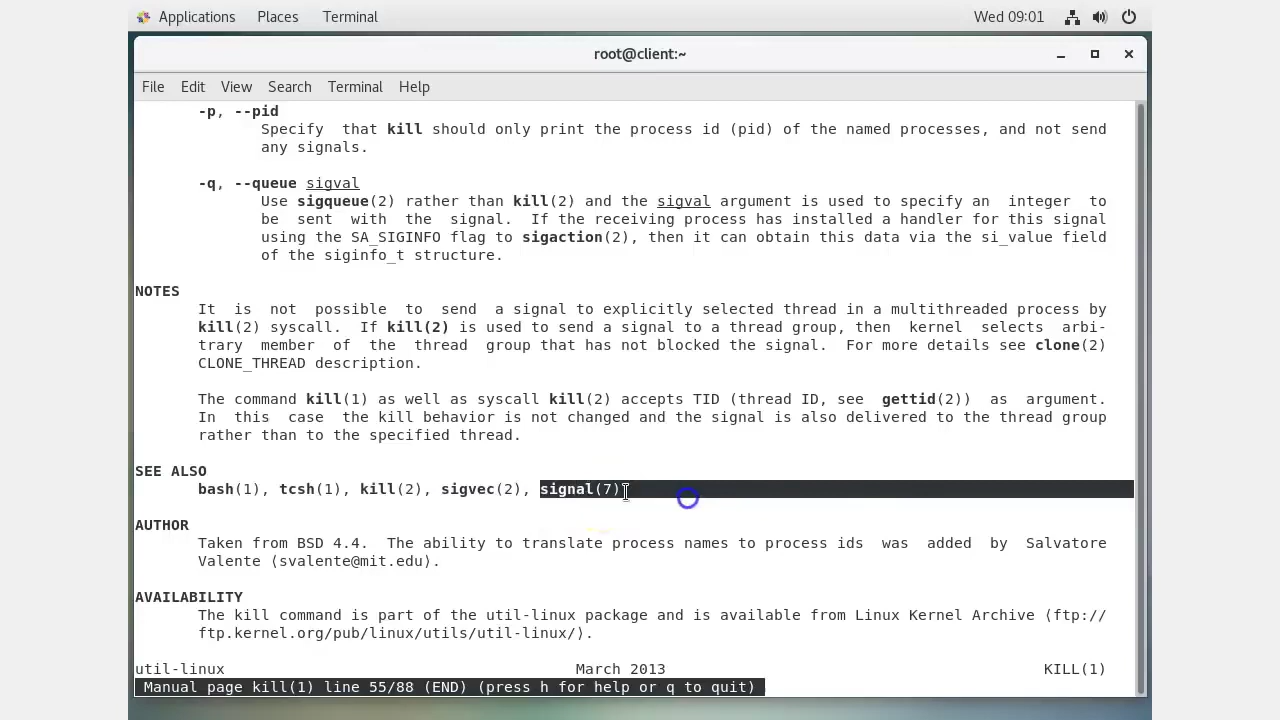 Applications Places Terminal Wed 09:01
root@client:~
File Edit View Search Terminal Help
-p, --pid
Specify that kill should only print the process id (pid) of the named processes, and not send
any signals.
-q, --queue sigval
Use sigqueue(2) rather than kill(2) and the sigval argument is used to specify an integer to
be sent with the signal. If the receiving process has installed a handler for this signal
using the SA_SIGINFO flag to sigaction(2), then it can obtain this data via the si_value field
of the siginfo_t structure.
NOTES
It is not possible to send a signal to explicitly selected thread in a multithreaded process by
kill(2) syscall. If kill(2) is used to send a signal to a thread group, then kernel selects arbi-
trary member of the thread group that has not blocked the signal. For more details see clone(2)
CLONE_THREAD description.
The command kill(1) as well as syscall kill(2) accepts TID (thread ID, see gettid(2)) as argument.
In this case the kill behavior is not changed and the signal is also delivered to the thread group
rather than to the specified thread.
SEE ALSO
bash(1), tcsh(1), kill(2), sigvec(2), signal(7)
AUTHOR
Taken from BSD 4.4. The ability to translate process names to process ids was added by Salvatore
Valente ⟨svalente@mit.edu⟩.
AVAILABILITY
The kill command is part of the util-linux package and is available from Linux Kernel Archive ⟨ftp://
ftp.kernel.org/pub/linux/utils/util-linux/⟩.
util-linux March 2013 KILL(1)
Manual page kill(1) line 55/88 (END) (press h for help or q to quit)